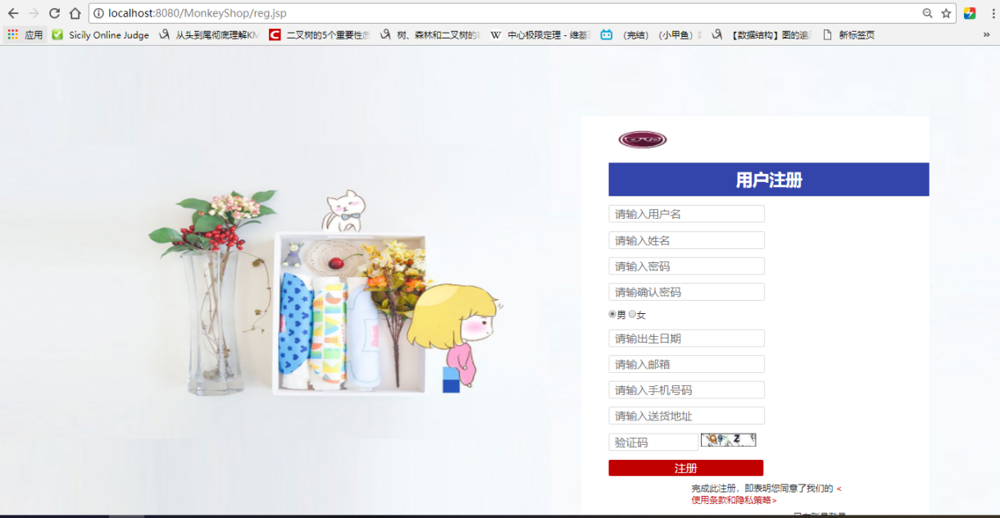 localhost:8080/MonkeyShop/reg.jsp
应用 Sicily Online Judge 从头到尾彻底理解KM 二叉树的5个重要性质 树、森林和二叉树的 中心极限定理 - 维基 （完结）（小甲鱼） 【数据结构】图的遍 新标签页 »
用户注册
请输入用户名
请输入姓名
请输入密码
请输确认密码
男 女
请输出生日期
请输入邮箱
请输入手机号码
请输入送货地址
验证码
注册
完成此注册，即表明您同意了我们的 <
使用条款和隐私策略>